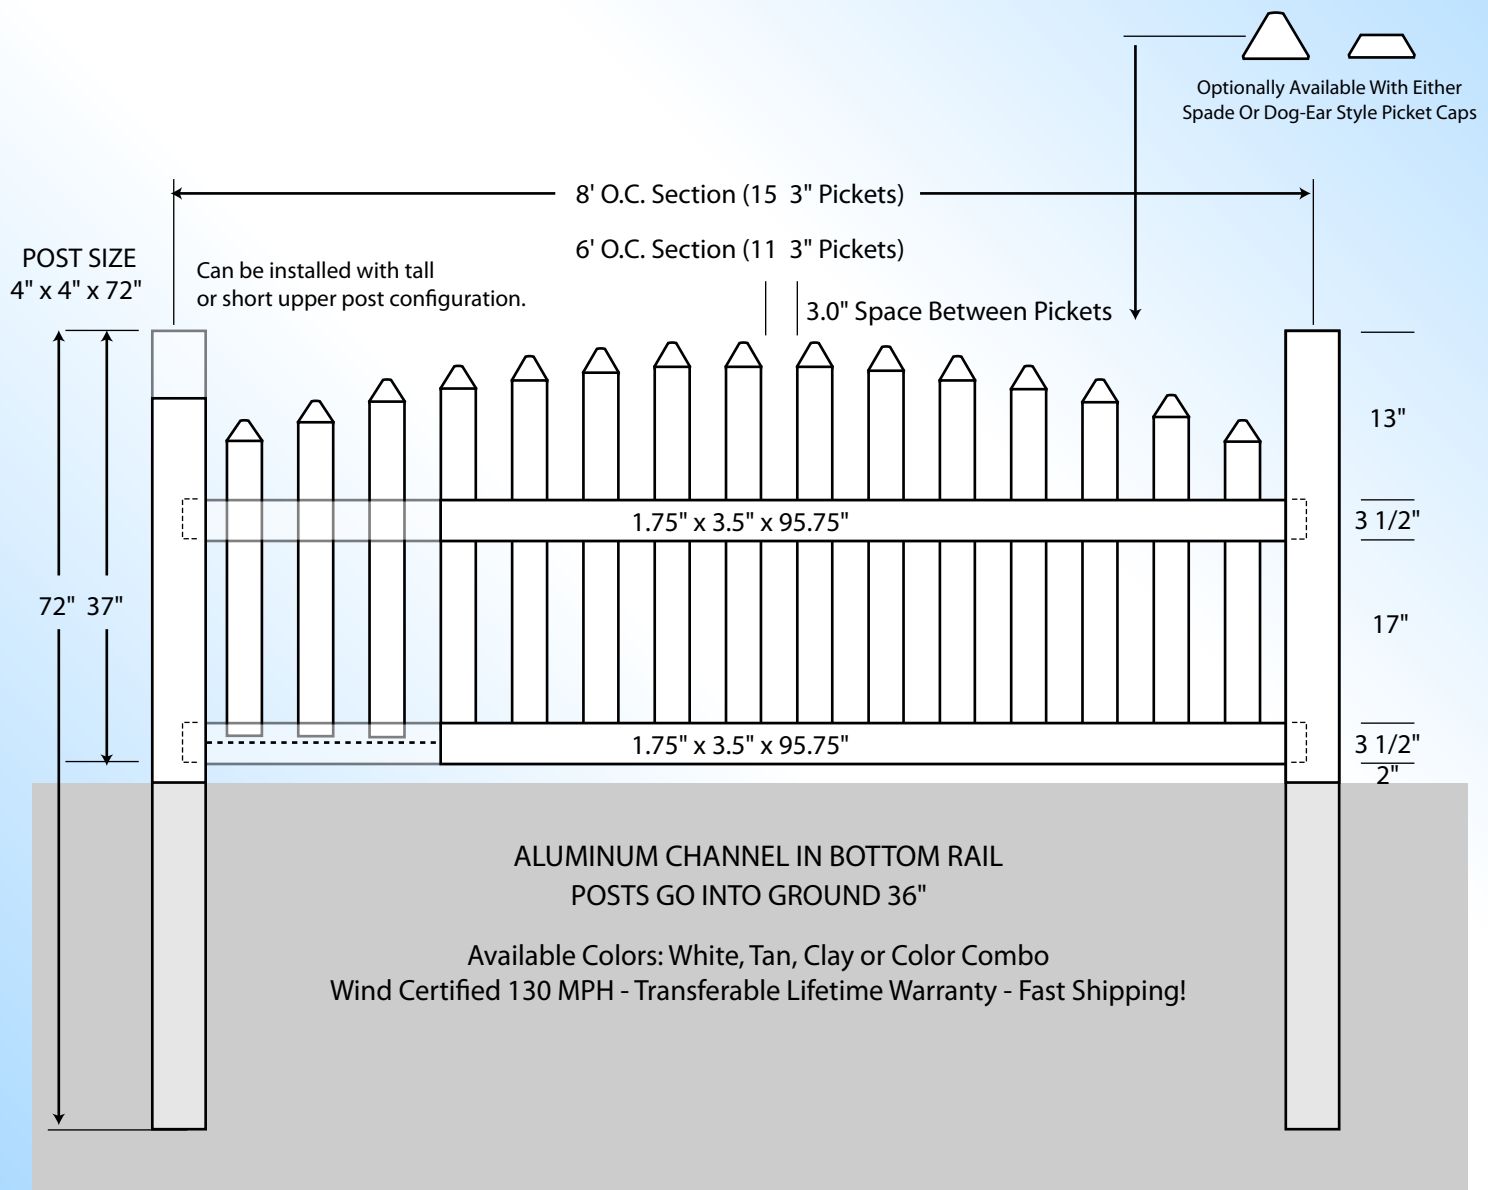 Optionally Available With Either
Spade Or Dog-Ear Style Picket Caps
8' O.C. Section (15 3" Pickets)
6' O.C. Section (11 3" Pickets)
POST SIZE
4" x 4" x 72"
Can be installed with tall
or short upper post configuration.
3.0" Space Between Pickets
13"
1.75" x 3.5" x 95.75"
3 1/2"
72" 37"
17"
1.75" x 3.5" x 95.75"
3 1/2"
2"
ALUMINUM CHANNEL IN BOTTOM RAIL
POSTS GO INTO GROUND 36"
Available Colors: White, Tan, Clay or Color Combo
Wind Certified 130 MPH - Transferable Lifetime Warranty - Fast Shipping!